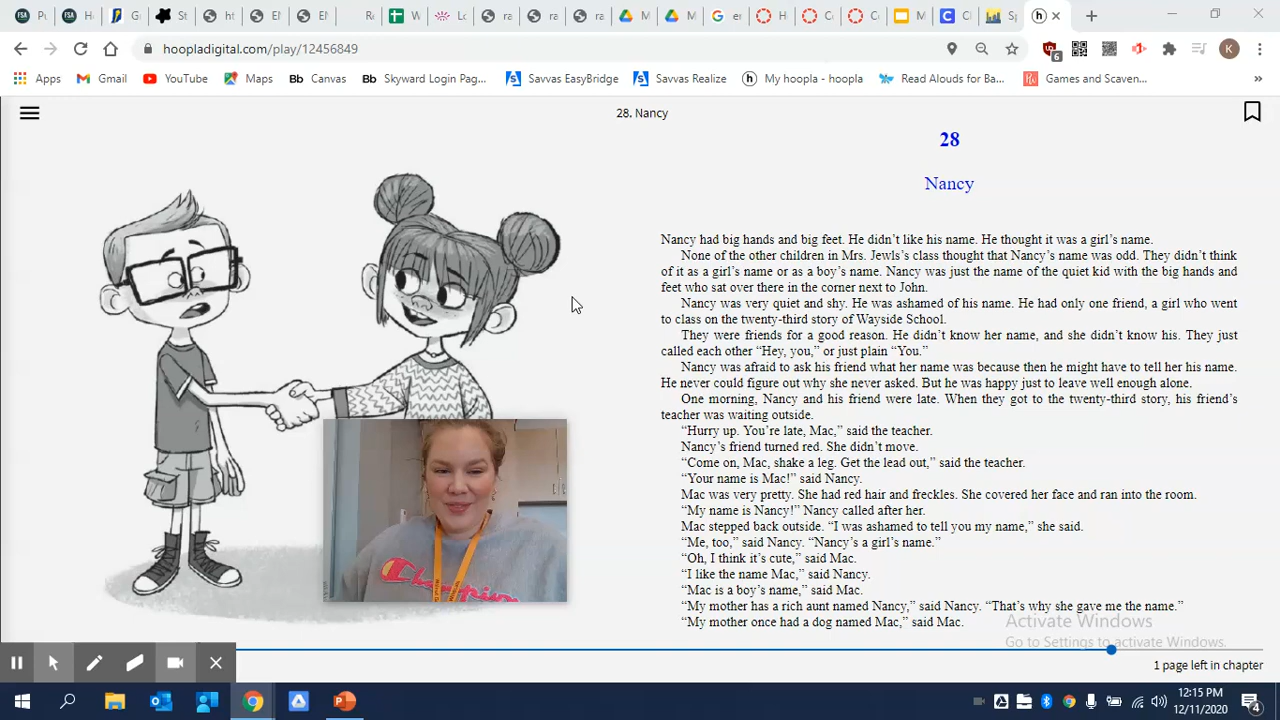 Fu
Hc
G
St
ht
El
El
R
W
Lo
ra
ra
ra
M
M
er
C
Cc
Cc
M
C
S
hoopladigital.com/play/12456849
6
K
Apps
Gmail
YouTube
Maps
Bb Canvas
Bb Skyward Login Pag...
Savvas EasyBridge
Savvas Realize
My hoopla - hoopla
Read Alouds for Ba...
Games and Scaven...
»
28. Nancy
28
Nancy
Nancy had big hands and big feet. He didn't like his name. He thought it was a girl's name.
None of the other children in Mrs. Jewls's class thought that Nancy's name was odd. They didn't think
of it as a girl's name or as a boy's name. Nancy was just the name of the quiet kid with the big hands and
feet who sat over there in the corner next to John.
Nancy was very quiet and shy. He was ashamed of his name. He had only one friend, a girl who went
to class on the twenty-third story of Wayside School.
They were friends for a good reason. He didn't know her name, and she didn't know his. They just
called each other “Hey, you,” or just plain “You.”
Nancy was afraid to ask his friend what her name was because then he might have to tell her his name.
He never could figure out why she never asked. But he was happy just to leave well enough alone.
One morning, Nancy and his friend were late. When they got to the twenty-third story, his friend's
teacher was waiting outside.
“Hurry up. You're late, Mac,” said the teacher.
Nancy's friend turned red. She didn't move.
“Come on, Mac, shake a leg. Get the lead out,” said the teacher.
“Your name is Mac!” said Nancy.
Mac was very pretty. She had red hair and freckles. She covered her face and ran into the room.
“My name is Nancy!” Nancy called after her.
Mac stepped back outside. “I was ashamed to tell you my name,” she said.
“Me, too,” said Nancy. “Nancy's a girl's name.”
“Oh, I think it's cute,” said Mac.
“I like the name Mac,” said Nancy.
“Mac is a boy's name,” said Mac.
“My mother has a rich aunt named Nancy,” said Nancy. “That's why she gave me the name.”
“My mother once had a dog named Mac,” said Mac.
Champion
Activate Windows
Go to Settings to activate Windows.
1 page left in chapter
12:15 PM
12/11/2020
4